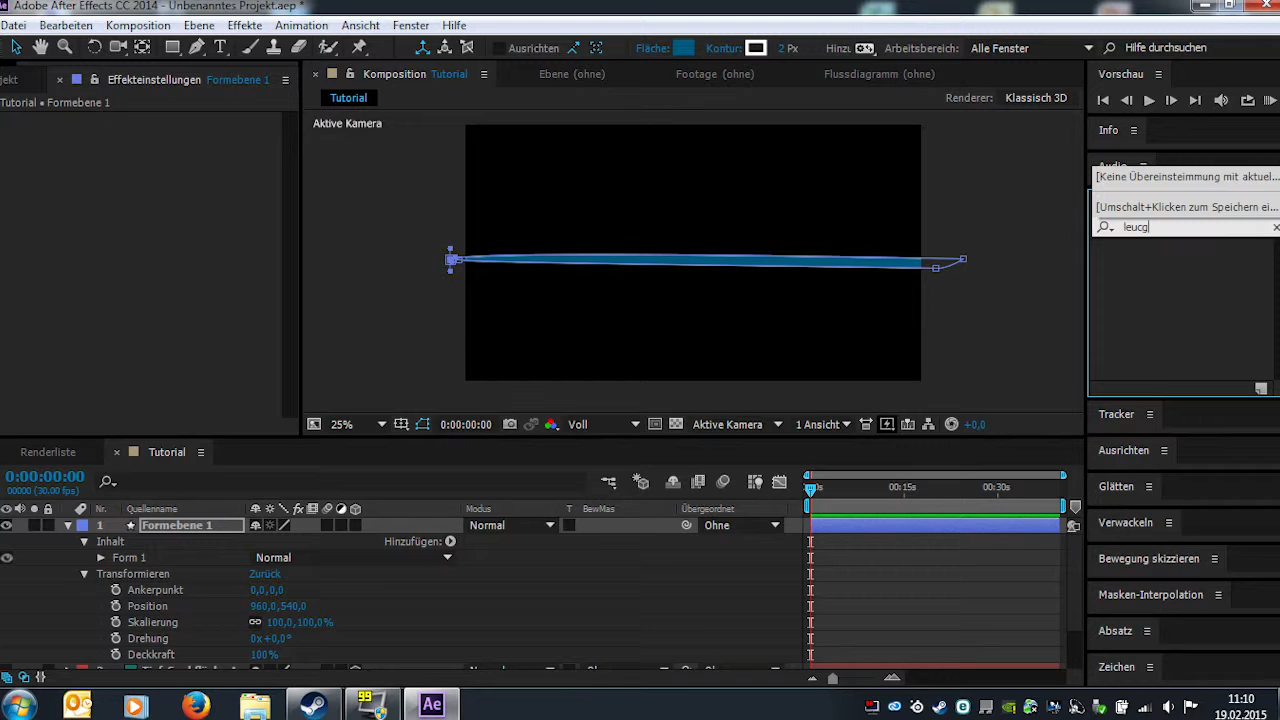 Adobe After Effects CC 2014 - Unbenanntes Projekt.aep *
Datei Bearbeiten Komposition Ebene Effekte Animation Ansicht Fenster Hilfe
Ausrichten Fläche: Kontur: 2 Px Hinzu Arbeitsbereich: Alle Fenster Hilfe durchsuchen
jekt × Effekteinstellungen Formebene 1 × Komposition Tutorial Ebene (ohne) Footage (ohne) Flussdiagramm (ohne) Vorschau
Tutorial • Formebene 1 Tutorial Renderer: Klassisch 3D
Aktive Kamera
Info
Audio
[Keine Übereinsteimmung mit aktuel...
[Umschalt+Klicken zum Speichern ei...
leucg
Tracker
25% 0:00:00:00 Voll Aktive Kamera 1 Ansicht +0,0
Ausrichten
Renderliste × Tutorial
Glätten
0:00:00:00
00000 (30.00 fps)
0s 00:15s 00:30s
Nr. Quellenname Modus T BewMas Übergeordnet
Verwackeln
1 Formebene 1 Normal Ohne
Inhalt Hinzufügen:
Form 1 Normal
Bewegung skizzieren
Transformieren Zurück
Ankerpunkt 0,0,0,0
Masken-Interpolation
Position 960,0,540,0
Skalierung 100,0,100,0%
Absatz
Drehung 0x+0,0°
Deckkraft 100%
Zeichen
11:10
19.02.2015